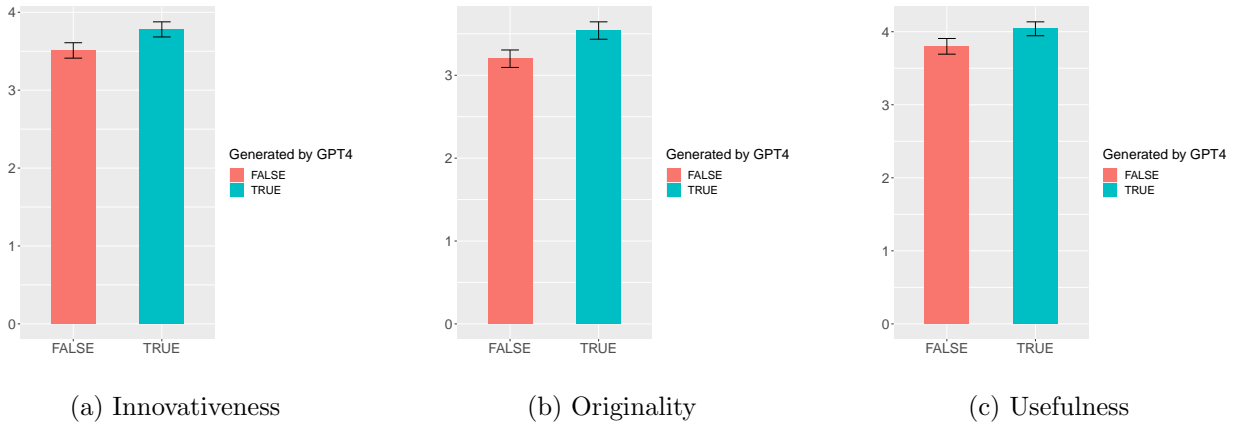 4
3
2
1
0
FALSE TRUE
Generated by GPT4
FALSE
TRUE
(a) Innovativeness
3
2
1
0
FALSE TRUE
Generated by GPT4
FALSE
TRUE
(b) Originality
4
3
2
1
0
FALSE TRUE
Generated by GPT4
FALSE
TRUE
(c) Usefulness